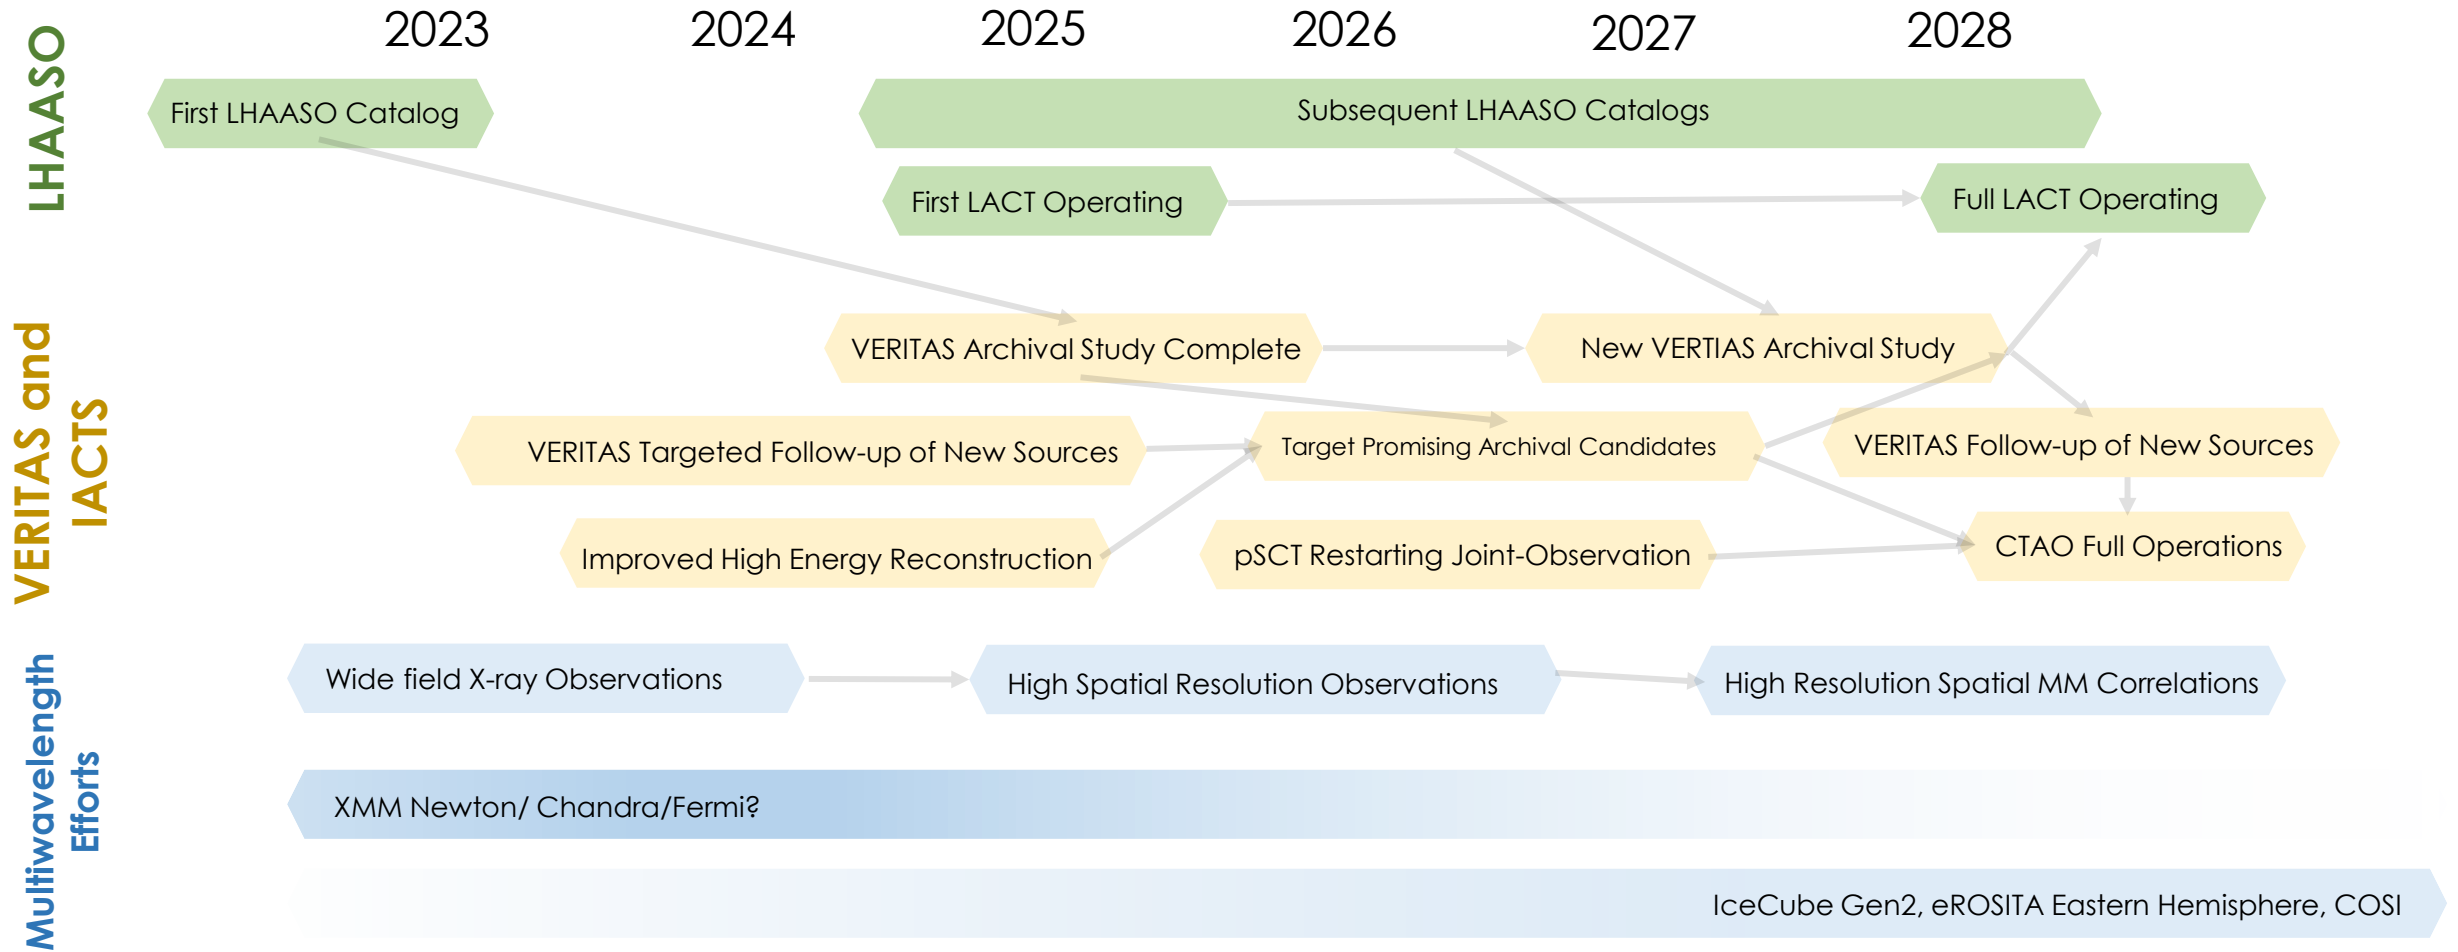 2023 2024 2025 2026 2027 2028
LHAASO
First LHAASO Catalog
Subsequent LHAASO Catalogs
First LACT Operating
Full LACT Operating
VERITAS and
IACTS
VERITAS Archival Study Complete
New VERTIAS Archival Study
VERITAS Targeted Follow-up of New Sources
Target Promising Archival Candidates
VERITAS Follow-up of New Sources
Improved High Energy Reconstruction
pSCT Restarting Joint-Observation
CTAO Full Operations
Multiwavelength
Efforts
Wide field X-ray Observations
High Spatial Resolution Observations
High Resolution Spatial MM Correlations
XMM Newton/ Chandra/Fermi?
IceCube Gen2, eROSITA Eastern Hemisphere, COSI